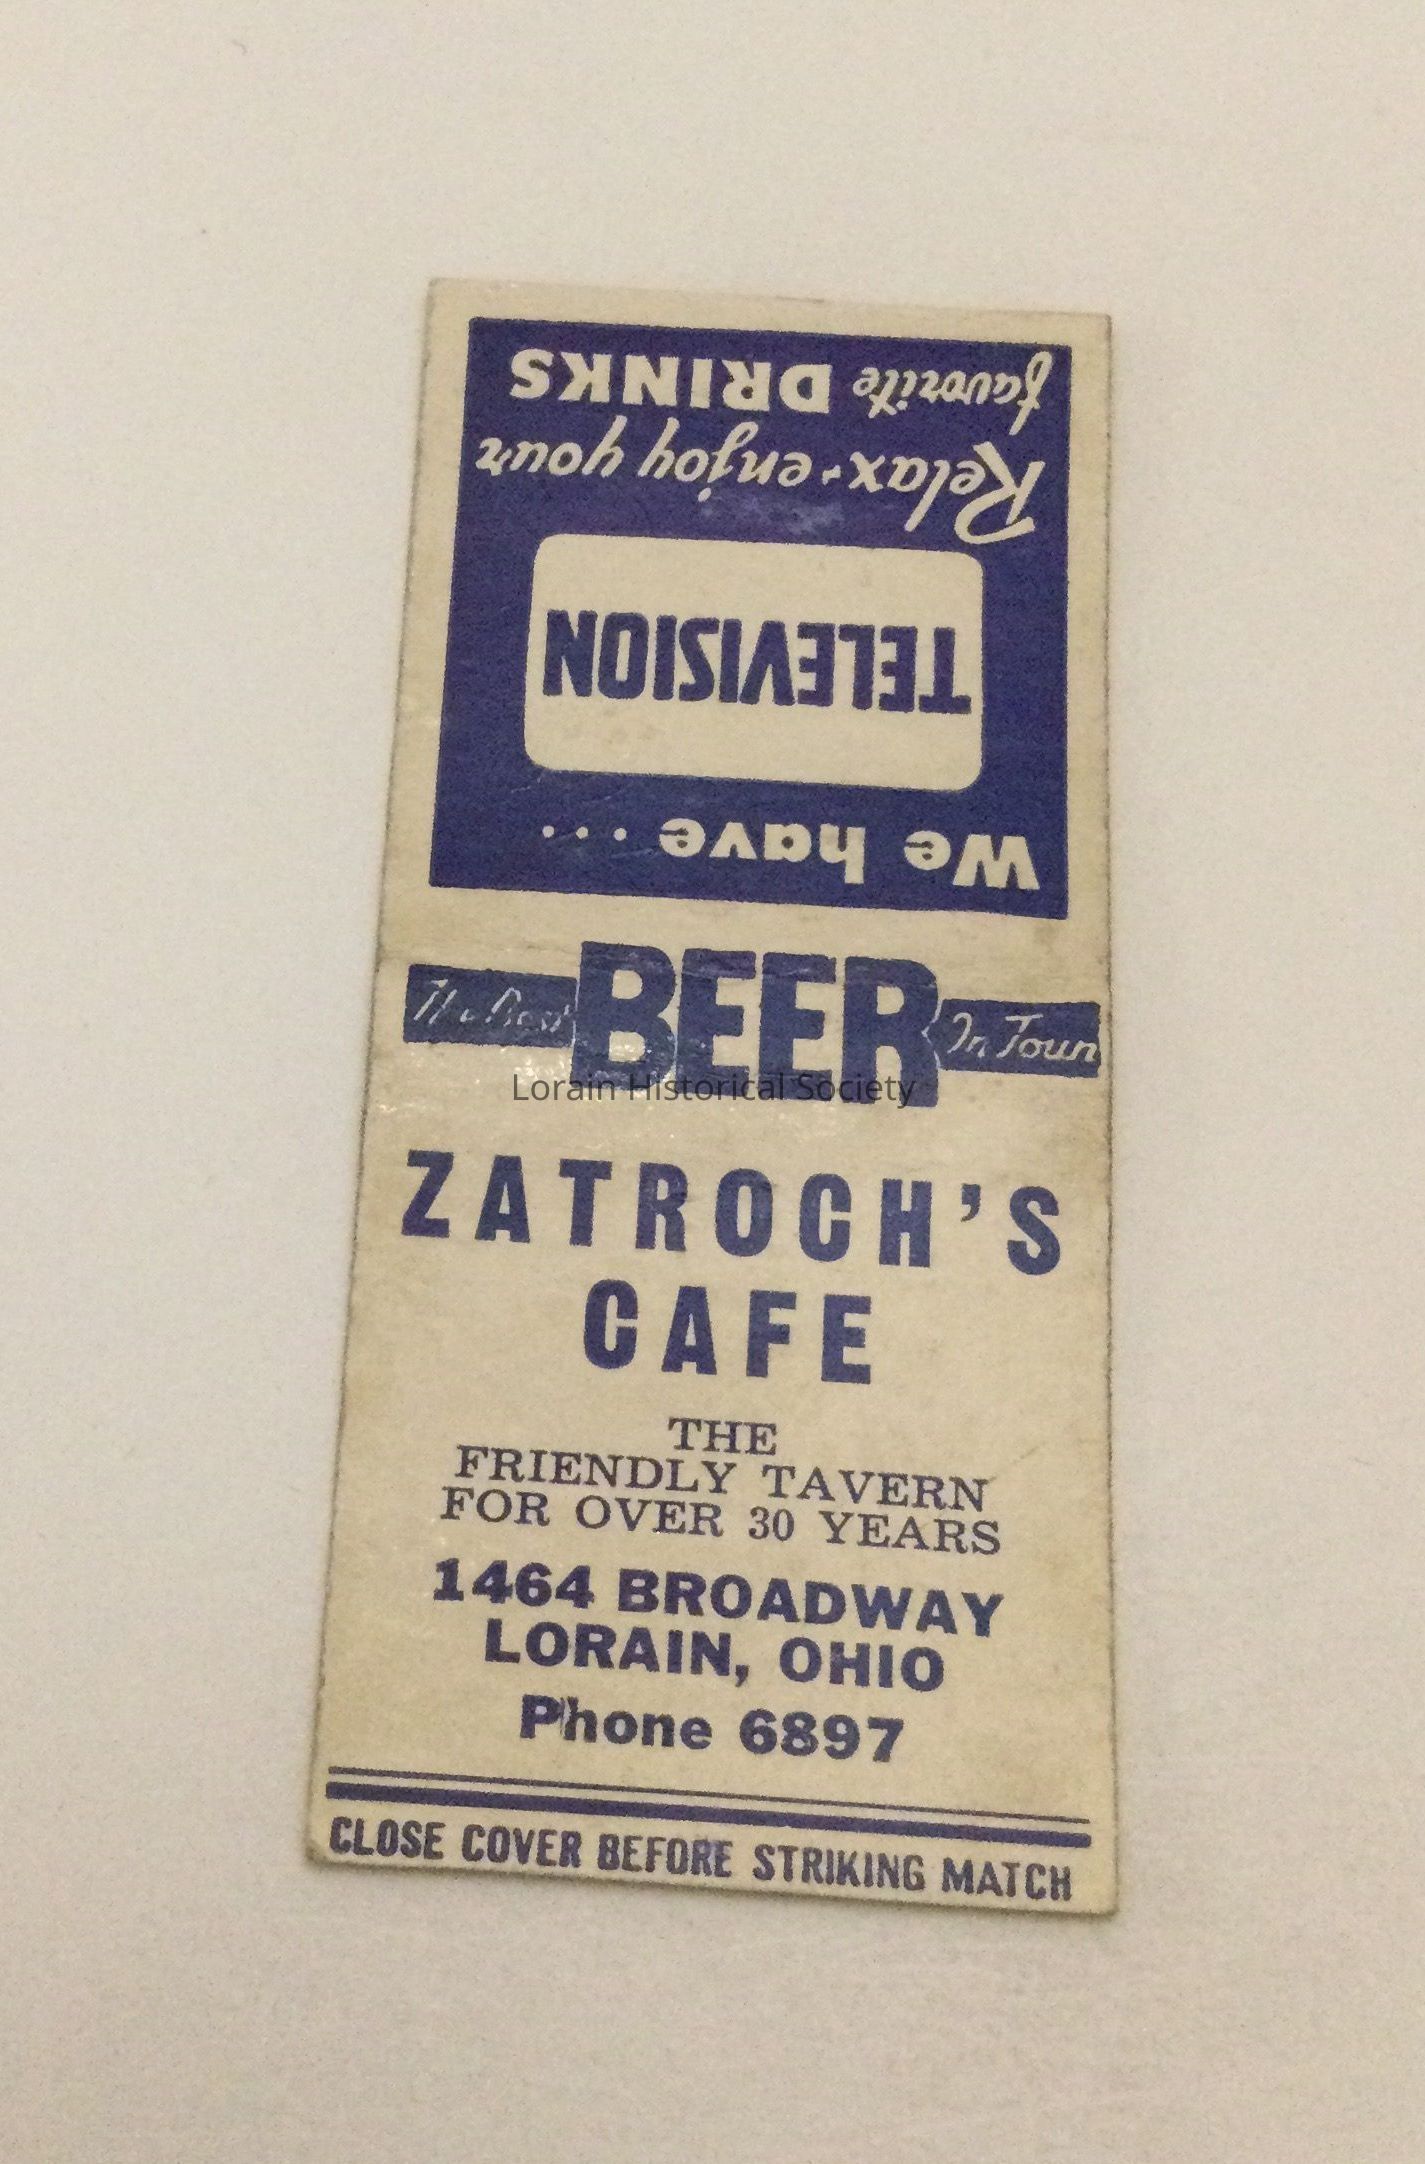 We have . . .
TELEVISION
Relax - enjoy your
favorite DRINKS
The Best BEER In Town
Lorain Historical Society
ZATROCH'S
CAFE
THE
FRIENDLY TAVERN
FOR OVER 30 YEARS
1464 BROADWAY
LORAIN, OHIO
Phone 6897
CLOSE COVER BEFORE STRIKING MATCH